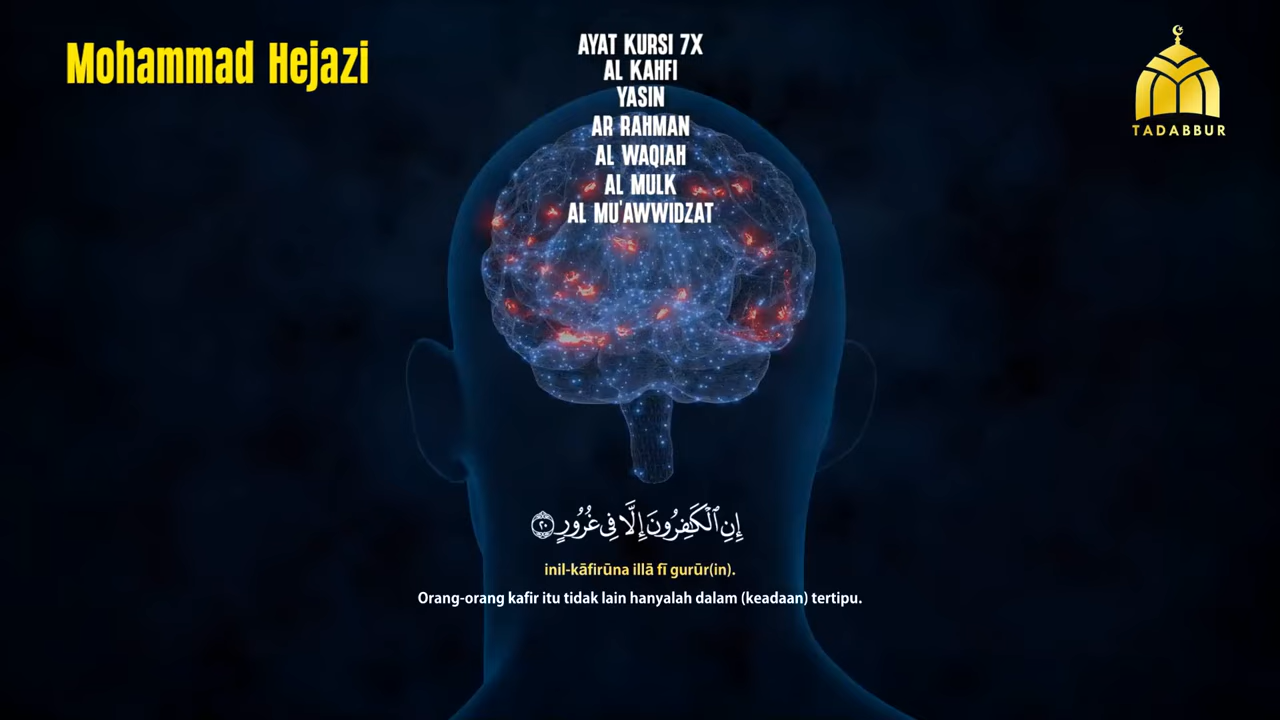 Mohammad Hejazi
AYAT KURSI 7X
AL KAHFI
YASIN
AR RAHMAN
AL WAQIAH
AL MULK
AL MU'AWWIDZAT
TADABBUR
إِنِ ٱلْكَٰفِرُونَ إِلَّا فِى غُرُورٍ ٢٠
inil-kāfirūna illā fī gurūr(in).
Orang-orang kafir itu tidak lain hanyalah dalam (keadaan) tertipu.